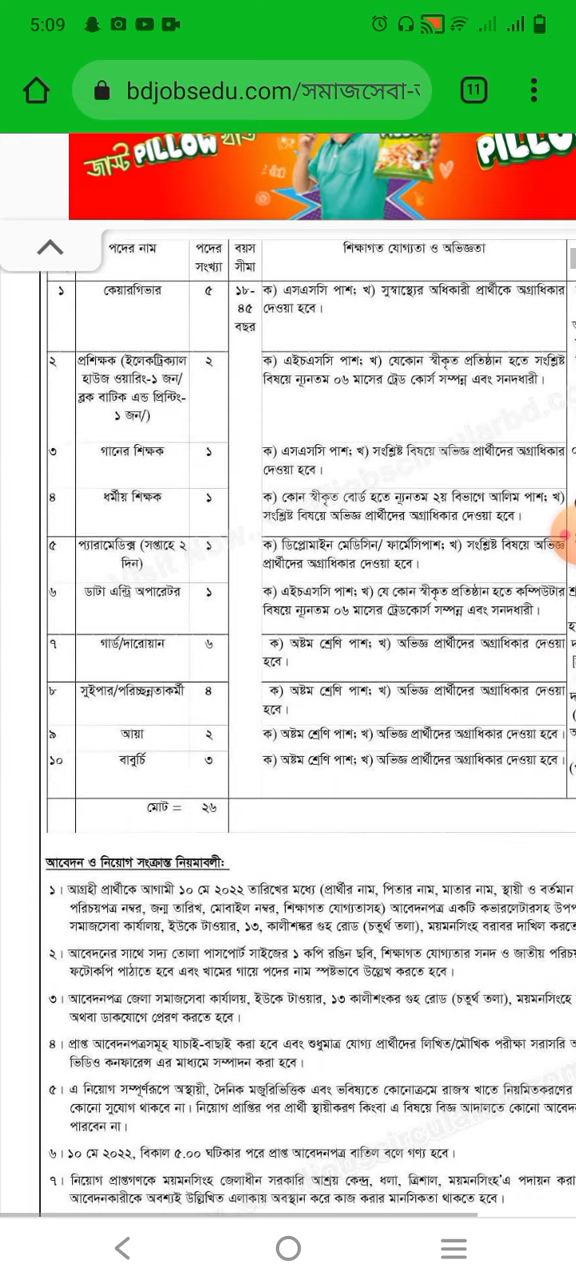 5:09
11
bdjobsedu.com/সমাজসেবা-
জাস্ট PILLOW খাও
PILLO
পদের নাম পদের সংখ্যা বয়স সীমা শিক্ষাগত যোগ্যতা ও অভিজ্ঞতা
১ কেয়ারগিভার ৫ ১৮- ক) এসএসসি পাশ; খ) সুস্বাস্থ্যের অধিকারী প্রার্থীকে অগ্রাধিকার
৪৫ দেওয়া হবে।
বছর
২ প্রশিক্ষক (ইলেকট্রিক্যাল ২ ক) এইচএসসি পাশ; খ) যেকোন স্বীকৃত প্রতিষ্ঠান হতে সংশ্লিষ্ট
হাউজ ওয়ারিং-১ জন/ বিষয়ে ন্যূনতম ০৬ মাসের ট্রেড কোর্স সম্পন্ন এবং সনদধারী।
ব্লক বাটিক এন্ড প্রিন্টিং-
১ জন/)
৩ গানের শিক্ষক ১ ক) এসএসসি পাশ; খ) সংশ্লিষ্ট বিষয়ে অভিজ্ঞ প্রার্থীদের অগ্রাধিকার
দেওয়া হবে।
৪ ধর্মীয় শিক্ষক ১ ক) কোন স্বীকৃত বোর্ড হতে ন্যূনতম ২য় বিভাগে আলিম পাশ; খ)
সংশ্লিষ্ট বিষয়ে অভিজ্ঞ প্রার্থীদের অগ্রাধিকার দেওয়া হবে।
৫ প্যারামেডিক্স (সপ্তাহে ২ ১ ক) ডিপ্লোমাইন মেডিসিন/ ফার্মেসিপাশ; খ) সংশ্লিষ্ট বিষয়ে অভিজ্ঞ
দিন) প্রার্থীদের অগ্রাধিকার দেওয়া হবে।
৬ ডাটা এন্ট্রি অপারেটর ১ ক) এইচএসসি পাশ; খ) যে কোন স্বীকৃত প্রতিষ্ঠান হতে কম্পিউটার
বিষয়ে ন্যূনতম ০৬ মাসের ট্রেডকোর্স সম্পন্ন এবং সনদধারী।
৭ গার্ড/দারোয়ান ৬ ক) অষ্টম শ্রেণি পাশ; খ) অভিজ্ঞ প্রার্থীদের অগ্রাধিকার দেওয়া
হবে।
৮ সুইপার/পরিচ্ছন্নতাকর্মী ৪ ক) অষ্টম শ্রেণি পাশ; খ) অভিজ্ঞ প্রার্থীদের অগ্রাধিকার দেওয়া
হবে।
৯ আয়া ২ ক) অষ্টম শ্রেণি পাশ; খ) অভিজ্ঞ প্রার্থীদের অগ্রাধিকার দেওয়া হবে।
১০ বাবুর্চি ৩ ক) অষ্টম শ্রেণি পাশ; খ) অভিজ্ঞ প্রার্থীদের অগ্রাধিকার দেওয়া হবে।
মোট = ২৬
আবেদন ও নিয়োগ সংক্রান্ত নিয়মাবলী:
১। আগ্রহী প্রার্থীকে আগামী ১০ মে ২০২২ তারিখের মধ্যে (প্রার্থীর নাম, পিতার নাম, মাতার নাম, স্থায়ী ও বর্তমান
পরিচয়পত্র নম্বর, জন্ম তারিখ, মোবাইল নম্বর, শিক্ষাগত যোগ্যতাসহ) আবেদনপত্র একটি কভারলেটারসহ উপপ
সমাজসেবা কার্যালয়, ইউকে টাওয়ার, ১৩, কালীশঙ্কর গুহ রোড (চতুর্থ তলা), ময়মনসিংহ বরাবর দাখিল করতে
২। আবেদনের সাথে সদ্য তোলা পাসপোর্ট সাইজের ১ কপি রঙিন ছবি, শিক্ষাগত যোগ্যতার সনদ ও জাতীয় পরিচয়
ফটোকপি পাঠাতে হবে এবং খামের গায়ে পদের নাম স্পষ্টভাবে উল্লেখ করতে হবে।
৩। আবেদনপত্র জেলা সমাজসেবা কার্যালয়, ইউকে টাওয়ার, ১৩ কালীশংকর গুহ রোড (চতুর্থ তলা), ময়মনসিংহে
অথবা ডাকযোগে প্রেরণ করতে হবে।
৪। প্রাপ্ত আবেদনপত্রসমূহ যাচাই-বাছাই করা হবে এবং শুধুমাত্র যোগ্য প্রার্থীদের লিখিত/মৌখিক পরীক্ষা সরাসরি
ভিডিও কনফারেন্স এর মাধ্যমে সম্পাদন করা হবে।
৫। এ নিয়োগ সম্পূর্ণরূপে অস্থায়ী, দৈনিক মজুরিভিত্তিক এবং ভবিষ্যতে কোনোক্রমে রাজস্ব খাতে নিয়মিতকরণের
কোনো সুযোগ থাকবে না। নিয়োগ প্রাপ্তির পর প্রার্থী স্থায়ীকরণ কিংবা এ বিষয়ে বিজ্ঞ আদালতে কোনো আবেদ
পারবেন না।
৬। ১০ মে ২০২২, বিকাল ৫.০০ ঘটিকার পরে প্রাপ্ত আবেদনপত্র বাতিল বলে গণ্য হবে।
৭। নিয়োগ প্রাপ্তগণকে ময়মনসিংহ জেলাধীন সরকারি আশ্রয় কেন্দ্র, ধলা, ত্রিশাল, ময়মনসিংহ'এ পদায়ন করা
আবেদনকারীকে অবশ্যই উল্লিখিত এলাকায় অবস্থান করে কাজ করার মানসিকতা থাকতে হবে।